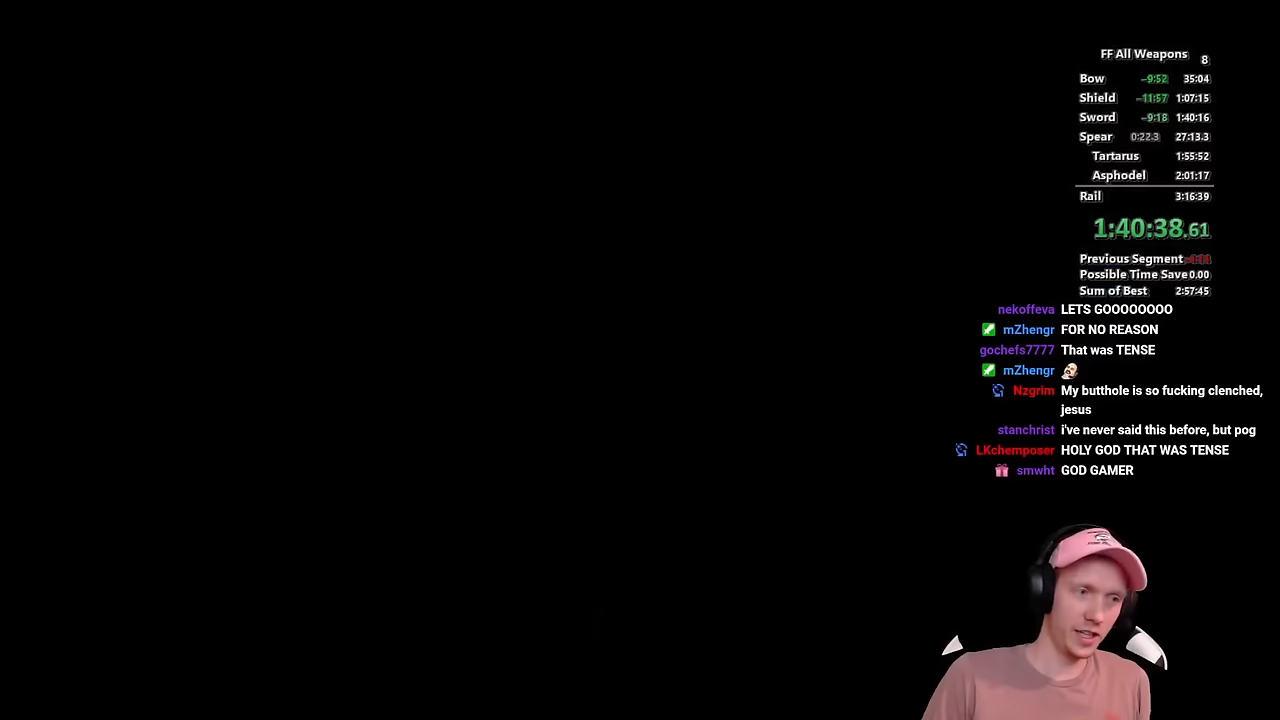 FF All Weapons 8
Bow -9:52 35:04
Shield -11:57 1:07:15
Sword -9:18 1:40:16
Spear 0:22.3 27:13.3
Tartarus 1:55:52
Asphodel 2:01:17
Rail 3:16:39
1:40:38.61
Previous Segment
Possible Time Save 0.00
Sum of Best 2:57:45
nekoffeva LETS GOOOOOOOO
mZhengr FOR NO REASON
gochefs7777 That was TENSE
mZhengr
Nzgrim My butthole is so fucking clenched,
jesus
stanchrist i've never said this before, but pog
LKchemposer HOLY GOD THAT WAS TENSE
smwht GOD GAMER